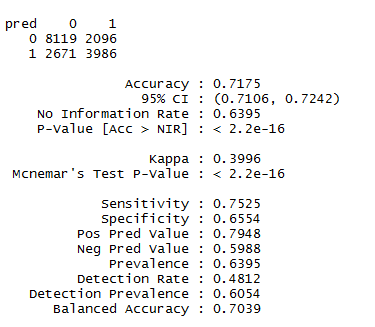 pred 0 1
0 8119 2096
1 2671 3986
Accuracy : 0.7175
95% CI : (0.7106, 0.7242)
No Information Rate : 0.6395
P-Value [Acc > NIR] : < 2.2e-16
Kappa : 0.3996
Mcnemar's Test P-Value : < 2.2e-16
Sensitivity : 0.7525
Specificity : 0.6554
Pos Pred Value : 0.7948
Neg Pred Value : 0.5988
Prevalence : 0.6395
Detection Rate : 0.4812
Detection Prevalence : 0.6054
Balanced Accuracy : 0.7039